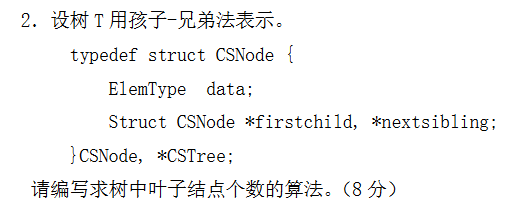 2. 设树 T 用孩子-兄弟法表示。
typedef struct CSNode {
ElemType data;
Struct CSNode *firstchild, *nextsibling;
}CSNode, *CSTree;
请编写求树中叶子结点个数的算法。（8 分）